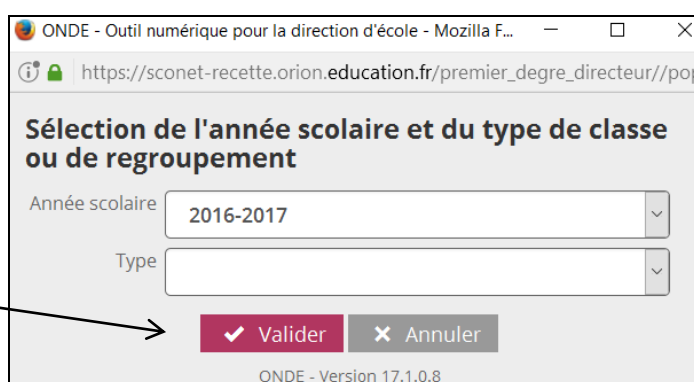 ONDE - Outil numérique pour la direction d'école - Mozilla F...
https://sconet-recette.orion.education.fr/premier_degre_directeur//pop
Sélection de l'année scolaire et du type de classe
ou de regroupement
Année scolaire
2016-2017
Type
Valider
Annuler
ONDE - Version 17.1.0.8